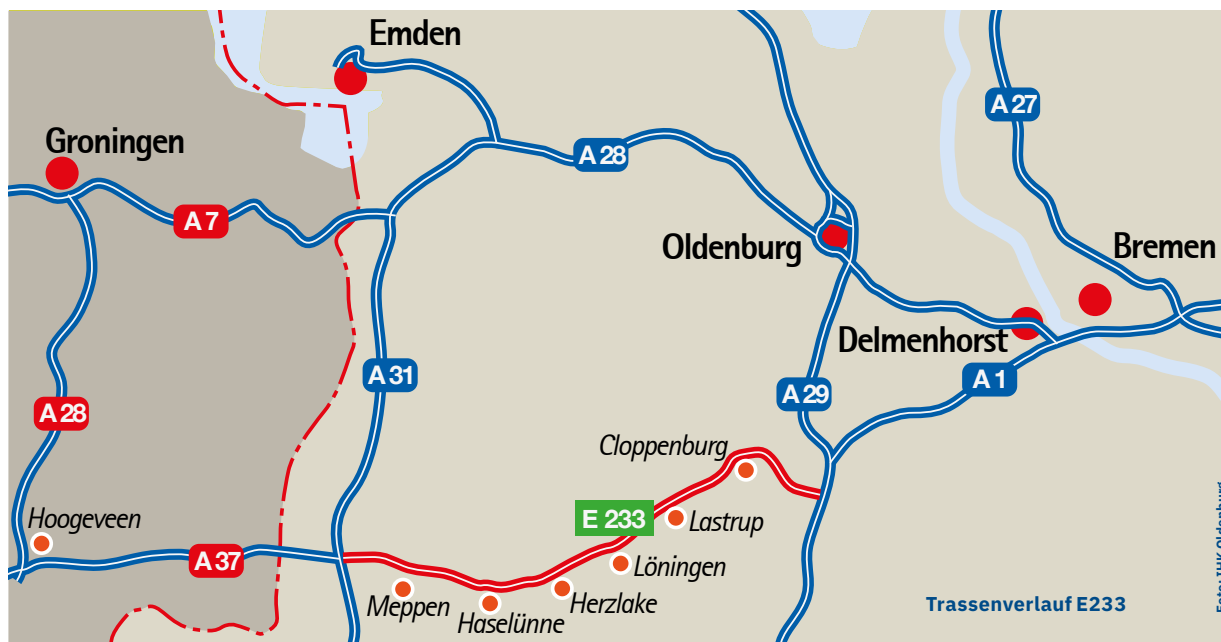 Emden
A 27
Groningen
A 28
A 7
Oldenburg
Bremen
Delmenhorst
A 31
A 29
A 1
A 28
Cloppenburg
E 233
Lastrup
Hoogeveen
A 37
Löningen
Meppen
Haselünne
Herzlake
Trassenverlauf E233
Foto: IHK Oldenburg